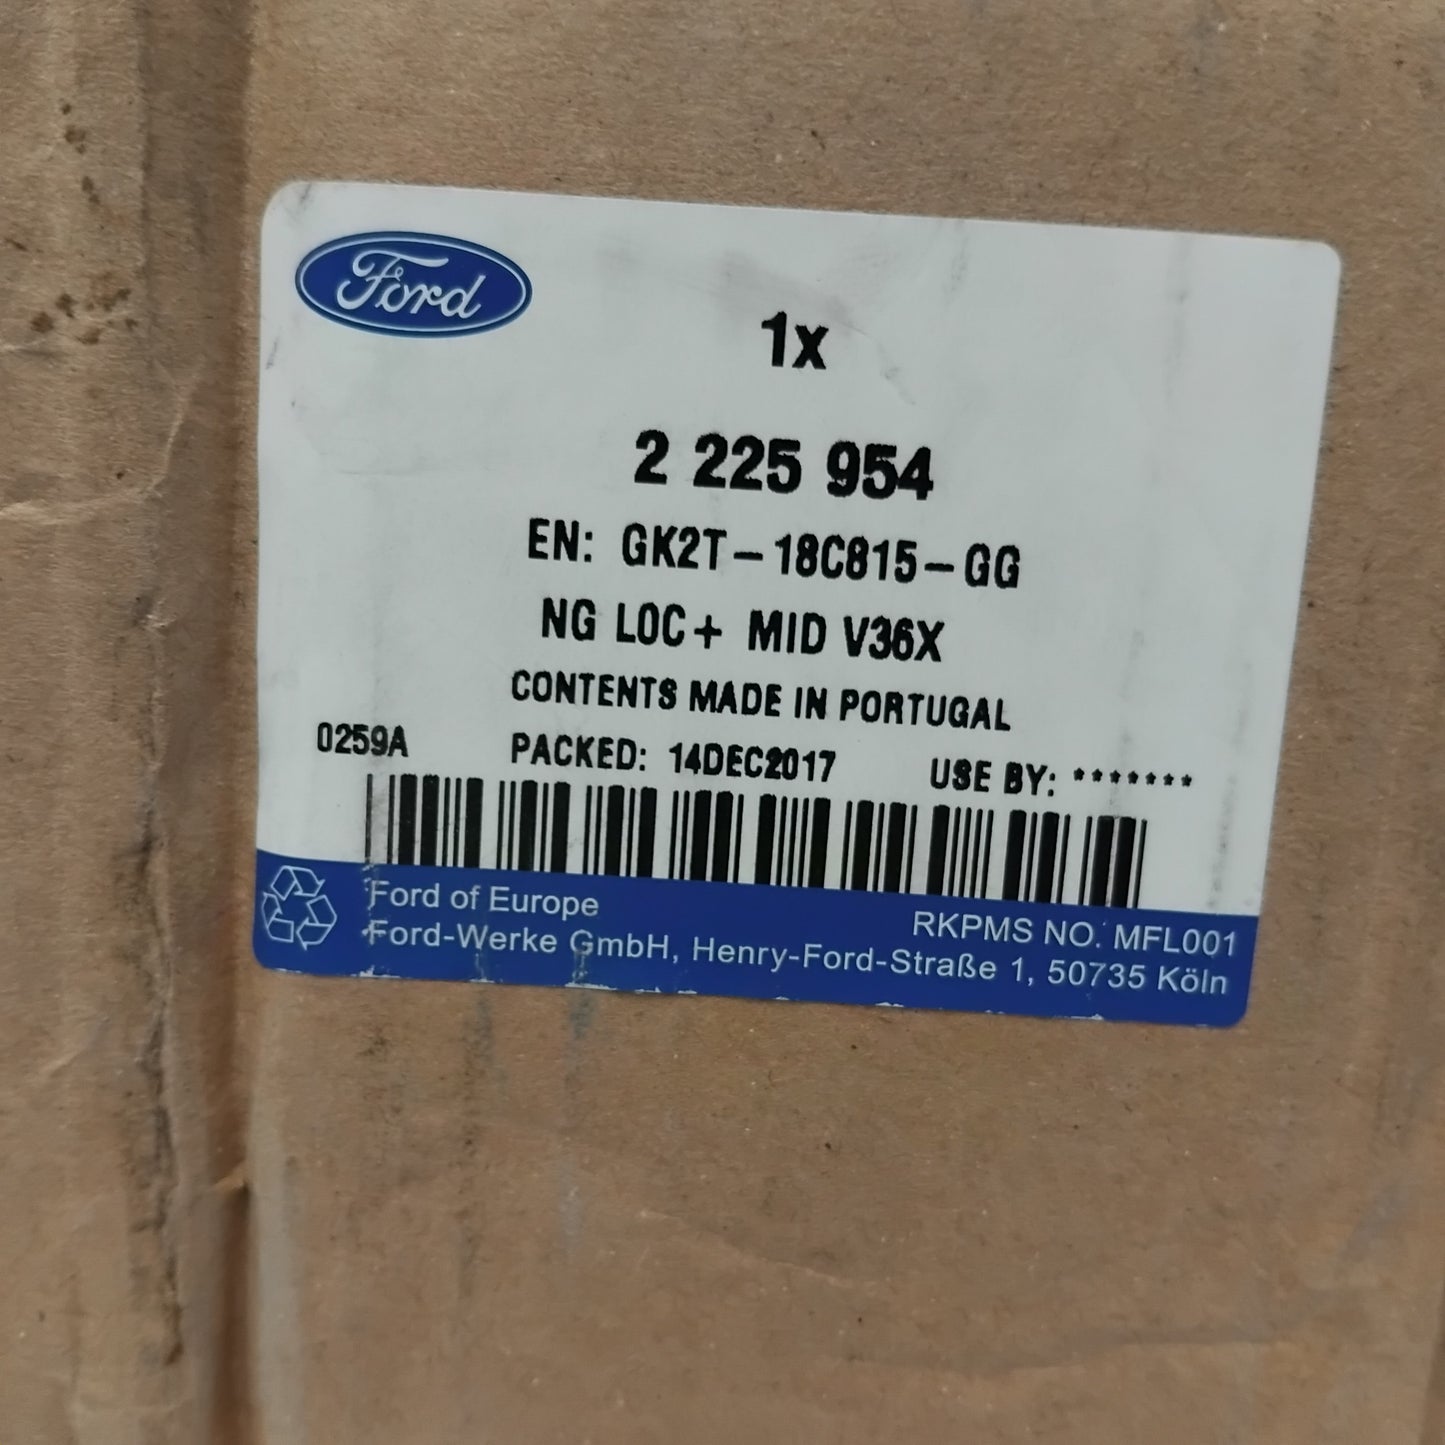 Ford
1x
2 225 954
EN: GK2T-18C815-GG
NG LOC+ MID V36X
CONTENTS MADE IN PORTUGAL
0259A PACKED: 14DEC2017 USE BY: *******
Ford of Europe RKPMS NO. MFL001
Ford-Werke GmbH, Henry-Ford-Straße 1, 50735 Köln